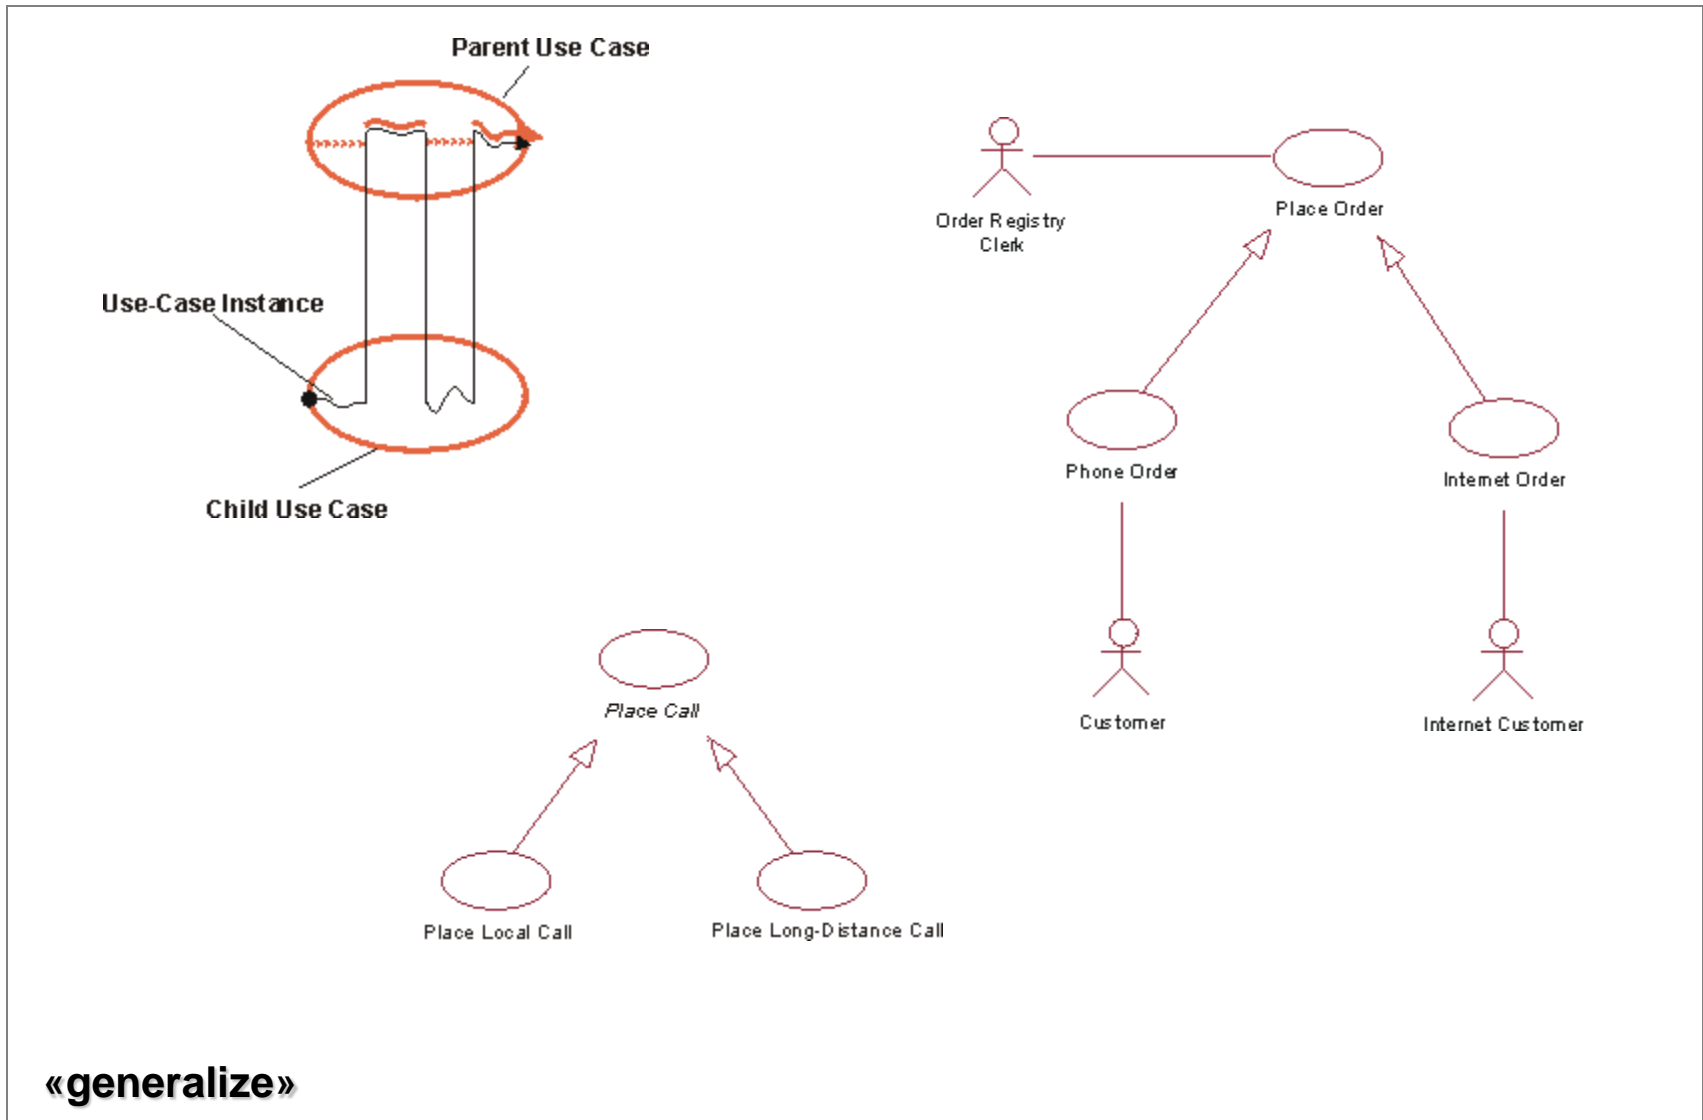 Parent Use Case
Use-Case Instance
Child Use Case
Order Registry
Clerk
Place Order
Phone Order
Internet Order
Customer
Internet Customer
Place Call
Place Local Call
Place Long-Distance Call
«generalize»